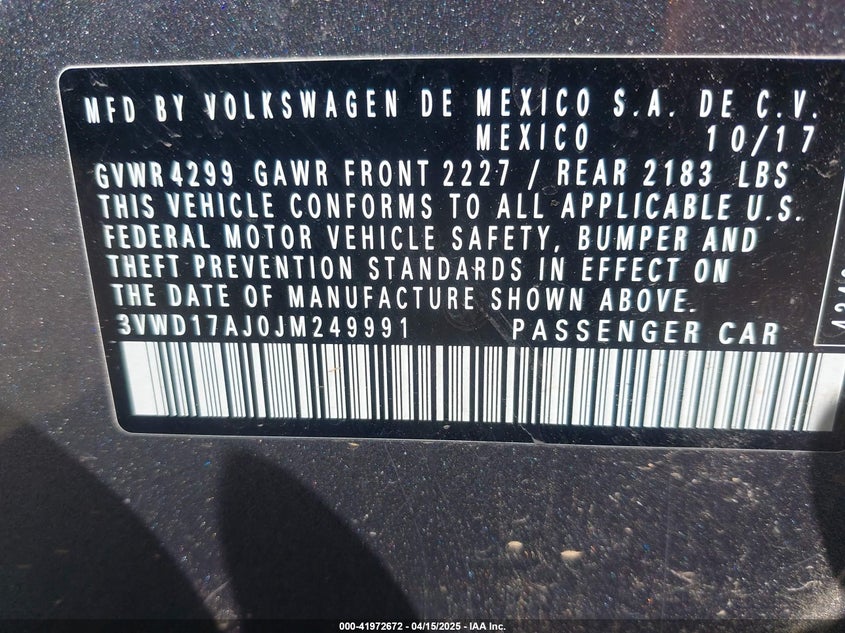 MFD BY VOLKSWAGEN DE MEXICO S.A. DE C.V.
MEXICO 10/17
GVWR 4299 GAWR FRONT 2227 / REAR 2183 LBS
THIS VEHICLE CONFORMS TO ALL APPLICABLE U.S.
FEDERAL MOTOR VEHICLE SAFETY, BUMPER AND
THEFT PREVENTION STANDARDS IN EFFECT ON
THE DATE OF MANUFACTURE SHOWN ABOVE.
3VWD17AJ0JM249991 PASSENGER CAR
000-41972672 - 04/15/2025 - IAA Inc.